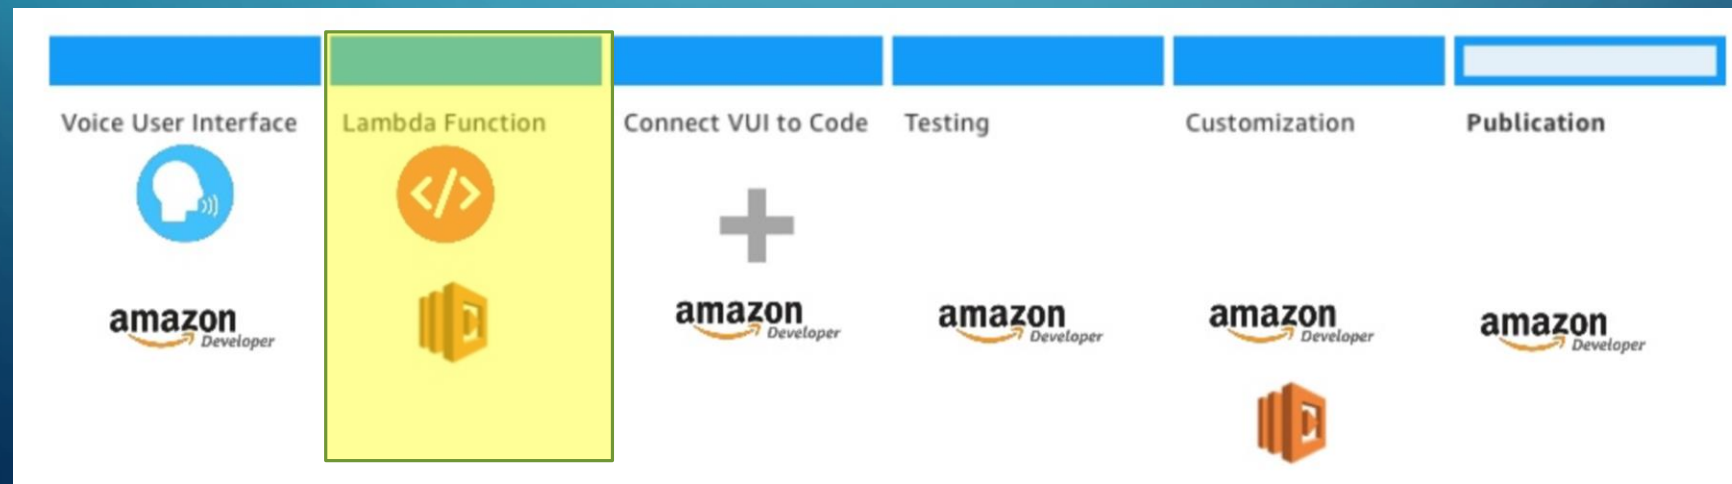 Voice User Interface
Lambda Function
Connect VUI to Code
Testing
Customization
Publication
</>
amazon
Developer
amazon
Developer
amazon
Developer
amazon
Developer
amazon
Developer